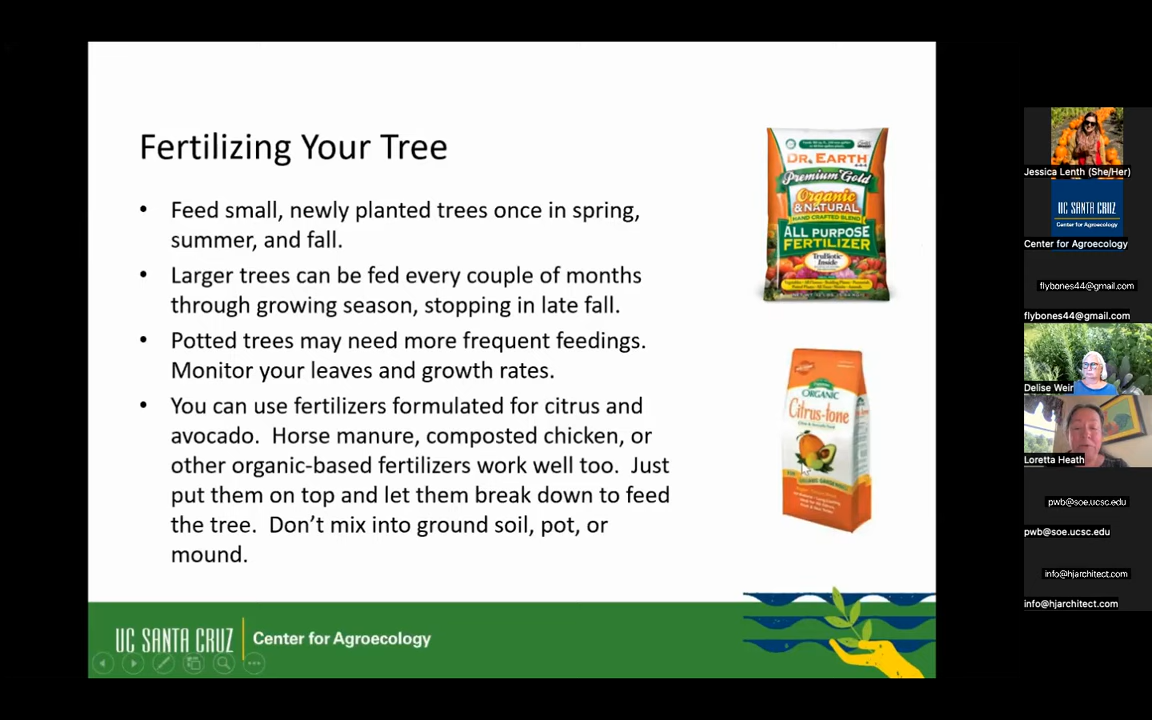 Fertilizing Your Tree
• Feed small, newly planted trees once in spring,
summer, and fall.
• Larger trees can be fed every couple of months
through growing season, stopping in late fall.
• Potted trees may need more frequent feedings.
Monitor your leaves and growth rates.
• You can use fertilizers formulated for citrus and
avocado. Horse manure, composted chicken, or
other organic-based fertilizers work well too. Just
put them on top and let them break down to feed
the tree. Don’t mix into ground soil, pot, or
mound.
DR. EARTH
Premium Gold
Organic
& NATURAL
HAND CRAFTED BLEND
ALL PURPOSE
FERTILIZER
TruBiotic
Inside
ORGANIC
Citrus-tone
UC SANTA CRUZ
Center for Agroecology
Jessica Lenth (She/Her)
UC SANTA CRUZ
Center for Agroecology
Center for Agroecology
flybones44@gmail.com
flybones44@gmail.com
Delise Weir
Loretta Heath
pwb@soe.ucsc.edu
pwb@soe.ucsc.edu
info@hjarchitect.com
info@hjarchitect.com